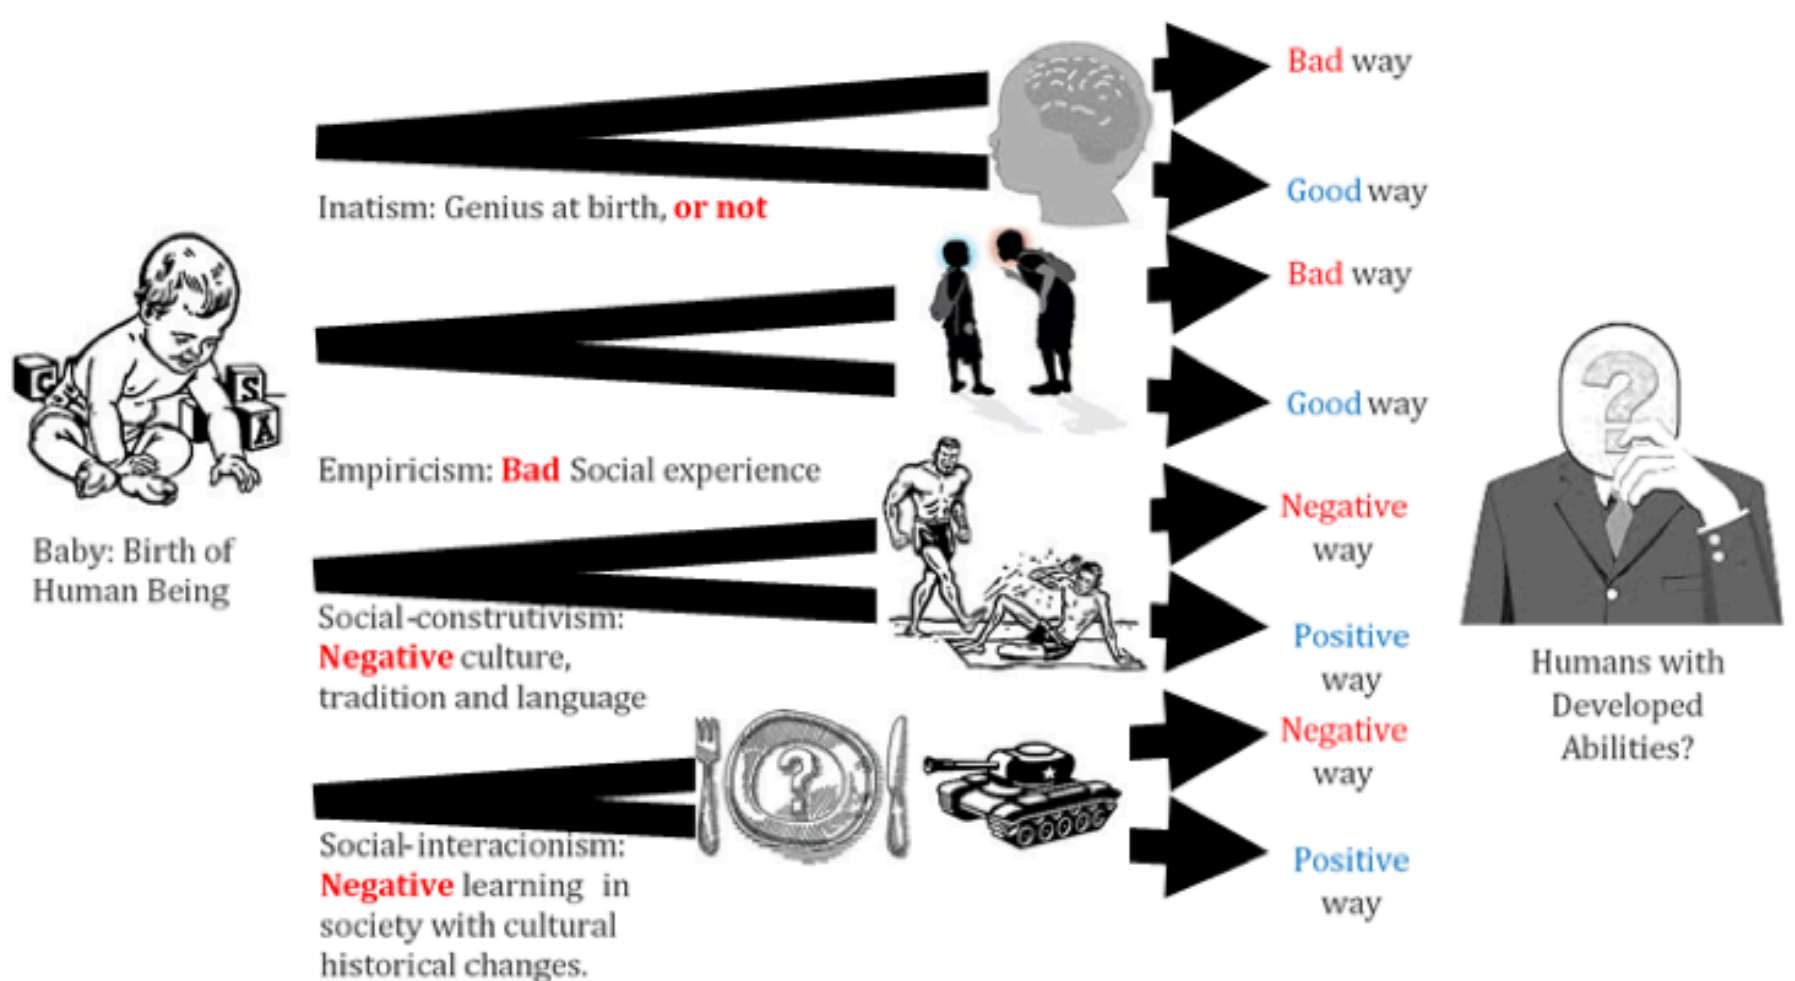 Bad way
Good way
Inatism: Genius at birth, or not
Bad way
Good way
Empiricism: Bad Social experience
C
S
A
Baby: Birth of
Human Being
Negative
way
Positive
way
Social-construtivism:
Negative culture,
tradition and language
?
Humans with
Developed
Abilities?
Negative
way
Positive
way
?
Social-interacionism:
Negative learning in
society with cultural
historical changes.